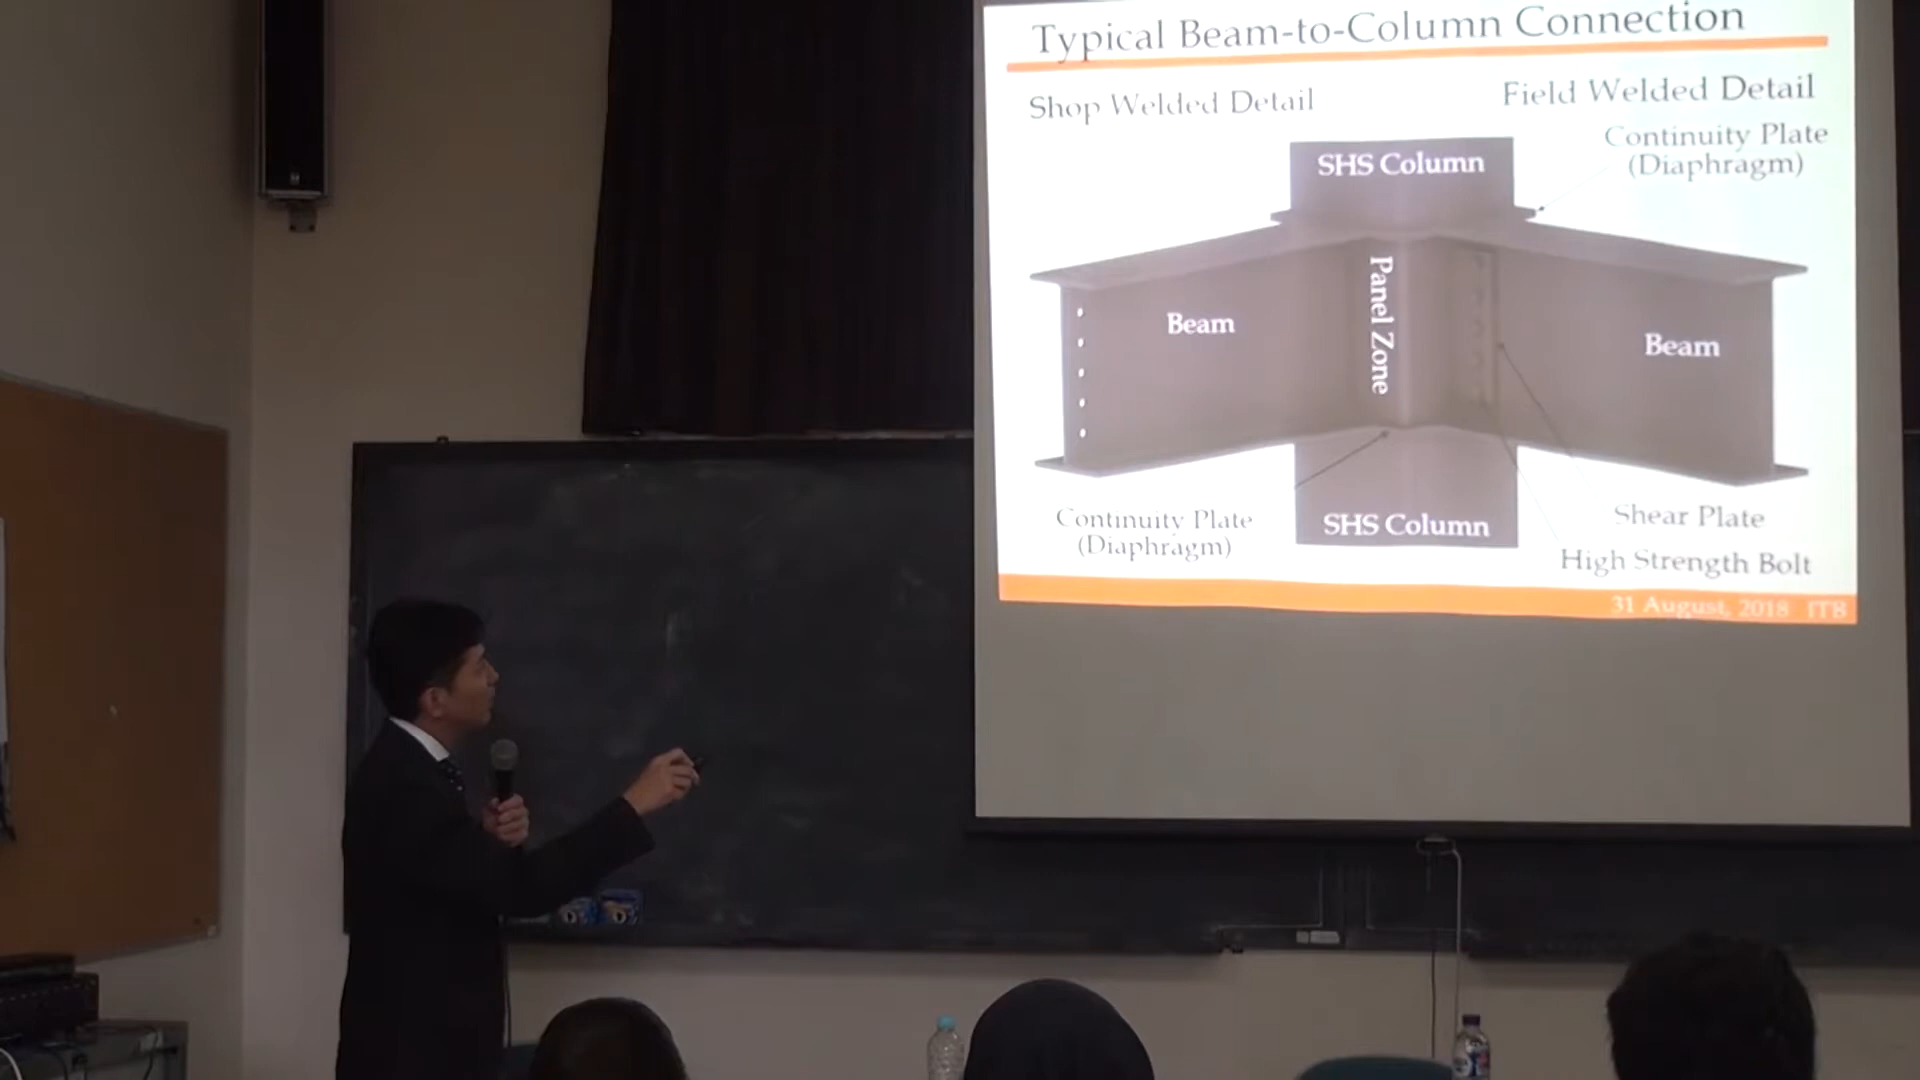 Typical Beam-to-Column Connection
Shop Welded Detail
Field Welded Detail
Continuity Plate
(Diaphragm)
SHS Column
Panel Zone
Beam
Beam
Continuity Plate
(Diaphragm)
SHS Column
Shear Plate
High Strength Bolt
31 August, 2018 ITB